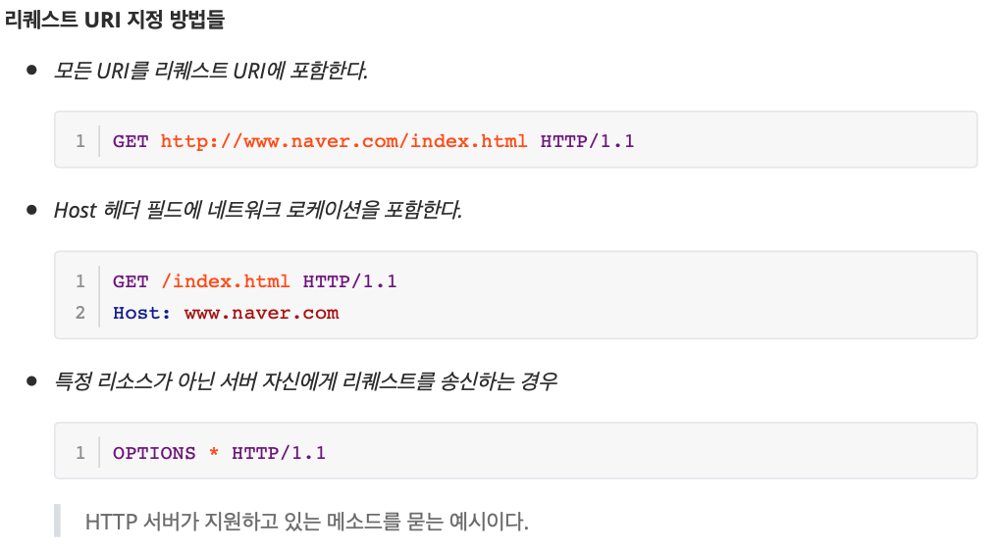 리퀘스트 URI 지정 방법들
모든 URI를 리퀘스트 URI에 포함한다.
1 GET http://www.naver.com/index.html HTTP/1.1
Host 헤더 필드에 네트워크 로케이션을 포함한다.
1 GET /index.html HTTP/1.1
2 Host: www.naver.com
특정 리소스가 아닌 서버 자신에게 리퀘스트를 송신하는 경우
1 OPTIONS * HTTP/1.1
HTTP 서버가 지원하고 있는 메소드를 묻는 예시이다.